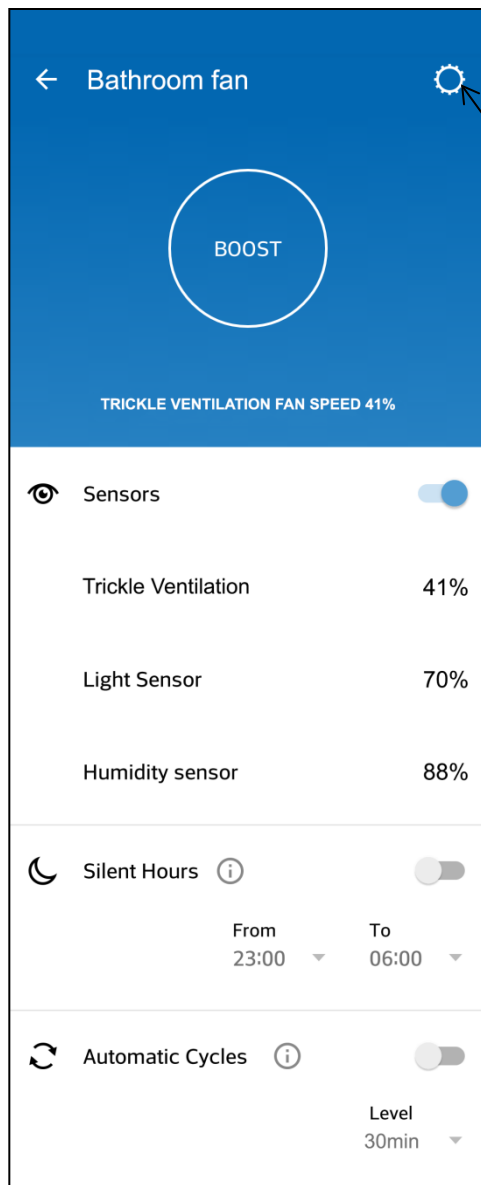 Bathroom fan
BOOST
TRICKLE VENTILATION FAN SPEED 41%
Sensors
Trickle Ventilation 41%
Light Sensor 70%
Humidity sensor 88%
Silent Hours
From To
23:00 06:00
Automatic Cycles
Level
30min